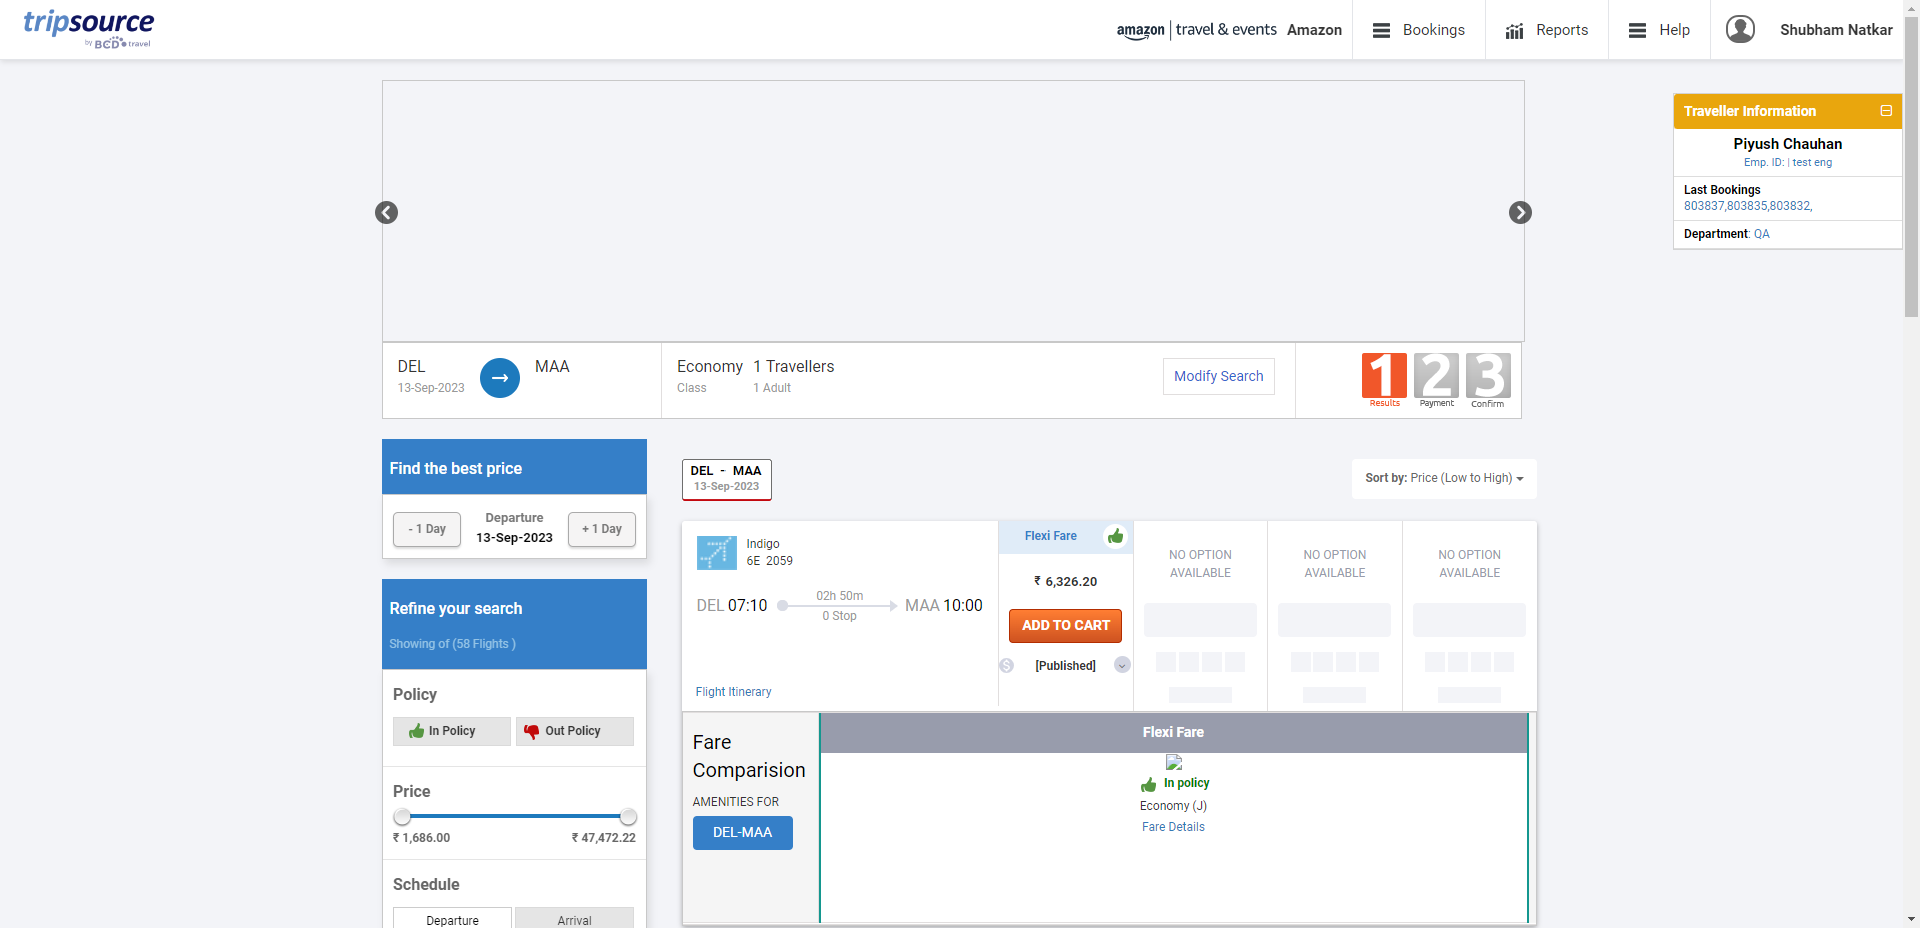 tripsource
by BCD travel
amazon | travel & events Amazon
Bookings
Reports
Help
Shubham Natkar
Traveller Information
Piyush Chauhan
Emp. ID: | test eng
Last Bookings
803837,803835,803832,
Department: QA
DEL
13-Sep-2023
MAA
Economy
Class
1 Travellers
1 Adult
Modify Search
1 2 3
Results Payment Confirm
Find the best price
- 1 Day
Departure
13-Sep-2023
+ 1 Day
Refine your search
Showing of (58 Flights )
Policy
In Policy
Out Policy
Price
₹ 1,686.00
₹ 47,472.22
Schedule
Departure
Arrival
DEL - MAA
13-Sep-2023
Sort by: Price (Low to High)
Indigo
6E 2059
DEL 07:10
02h 50m
0 Stop
MAA 10:00
Flight Itinerary
Flexi Fare
₹ 6,326.20
ADD TO CART
[Published]
NO OPTION
AVAILABLE
NO OPTION
AVAILABLE
NO OPTION
AVAILABLE
Fare
Comparision
AMENITIES FOR
DEL-MAA
Flexi Fare
In policy
Economy (J)
Fare Details